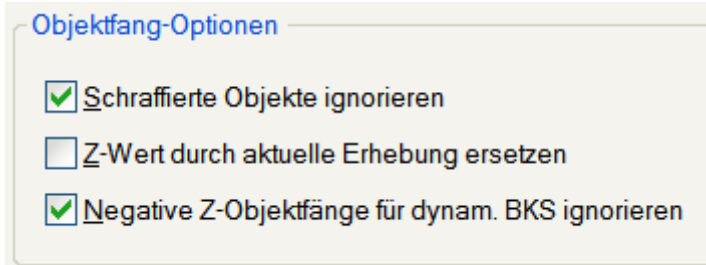 Objektfang-Optionen
Schraffierte Objekte ignorieren
Z-Wert durch aktuelle Erhebung ersetzen
Negative Z-Objektfänge für dynam. BKS ignorieren